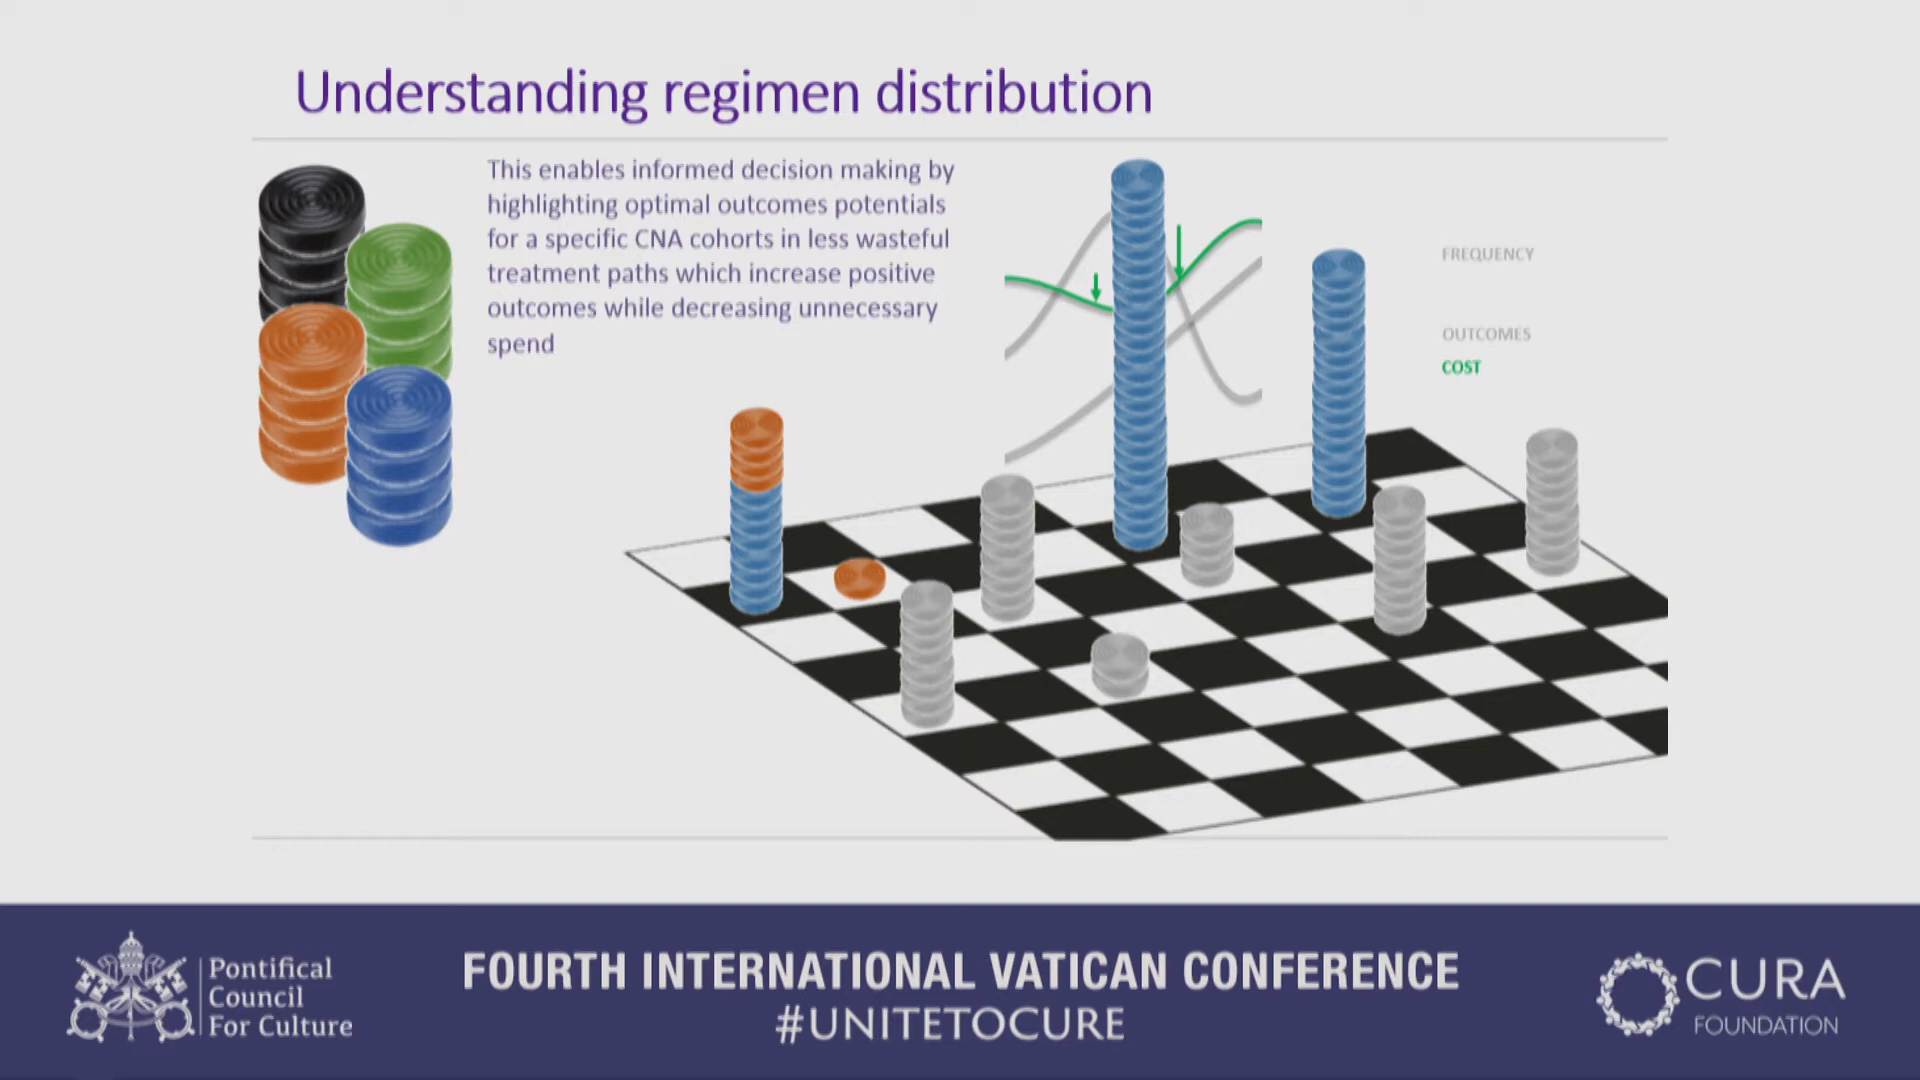 Understanding regimen distribution
This enables informed decision making by
highlighting optimal outcomes potentials
for a specific CNA cohorts in less wasteful
treatment paths which increase positive
outcomes while decreasing unnecessary
spend
FREQUENCY
OUTCOMES
COST
Pontifical
Council
For Culture
FOURTH INTERNATIONAL VATICAN CONFERENCE
#UNITETOCURE
CURA
FOUNDATION